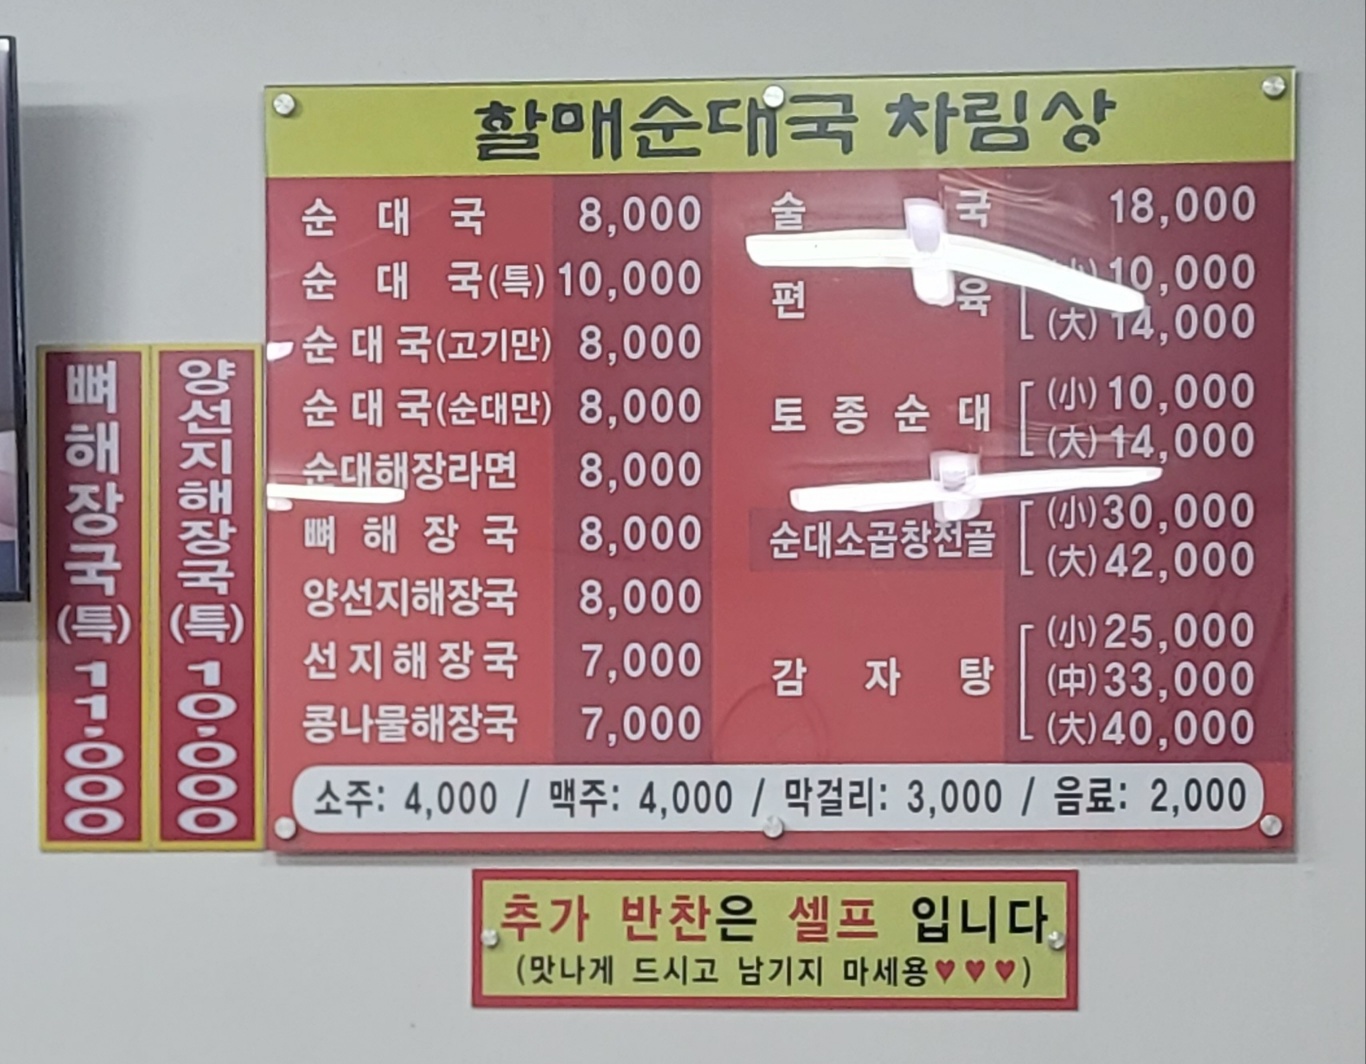 할매순대국 차림상
순대국 8,000
순대국(특) 10,000
순대국(고기만) 8,000
순대국(순대만) 8,000
순대해장라면 8,000
뼈해장국 8,000
양선지해장국 8,000
선지해장국 7,000
콩나물해장국 7,000
술국 18,000
편육 (小) 10,000
(大) 14,000
토종순대 (小) 10,000
(大) 14,000
순대소곱창전골 (小) 30,000
(大) 42,000
감자탕 (小) 25,000
(中) 33,000
(大) 40,000
소주: 4,000 / 맥주: 4,000 / 막걸리: 3,000 / 음료: 2,000
뼈해장국(특) 11,000
양선지해장국(특) 10,000
추가 반찬은 셀프 입니다
(맛나게 드시고 남기지 마세용♥♥♥)